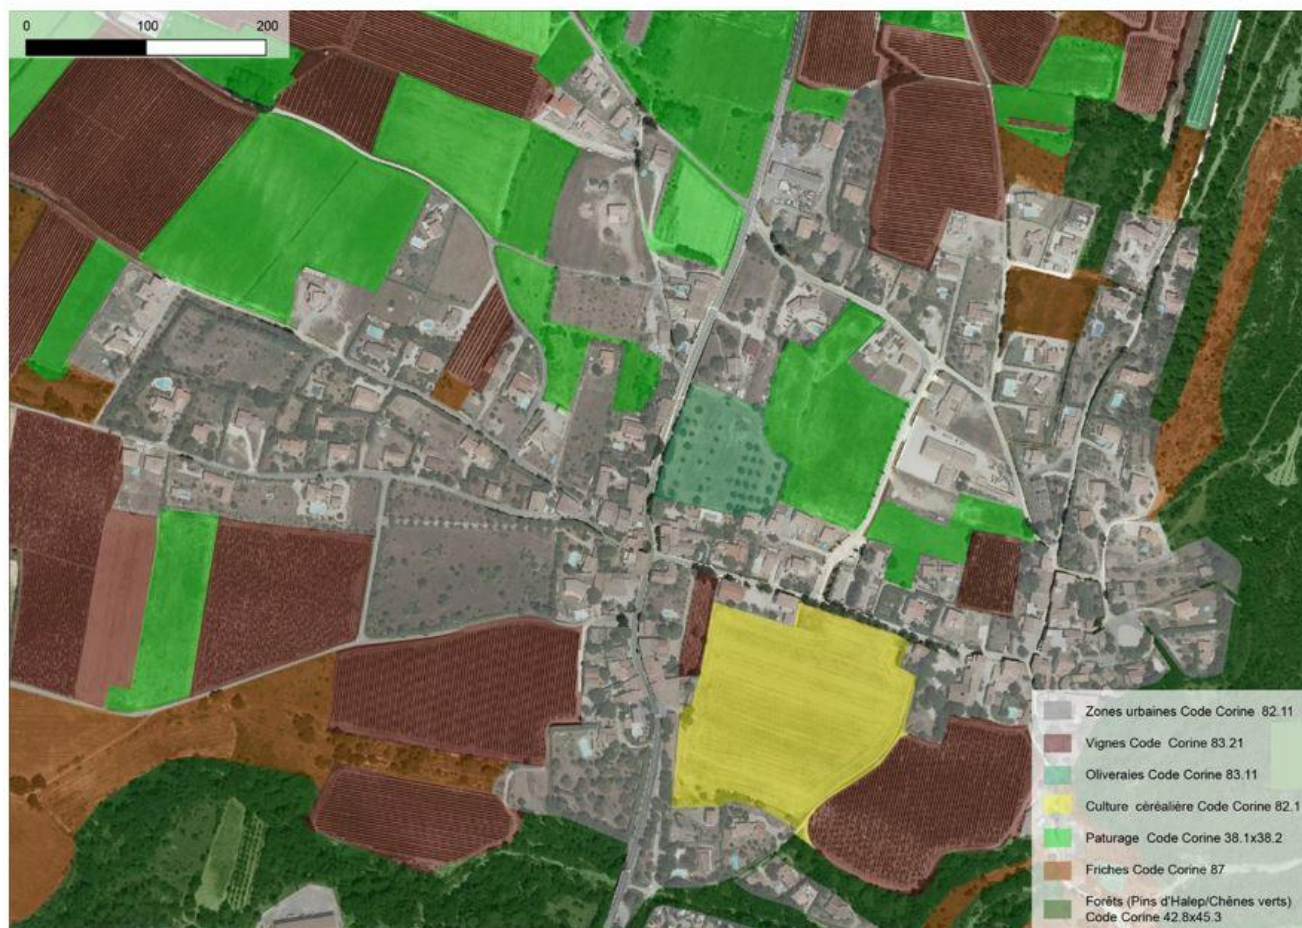 0 100 200
Zones urbaines Code Corine 82.11
Vignes Code Corine 83.21
Oliveraies Code Corine 83.11
Culture céréalière Code Corine 82.1
Paturage Code Corine 38.1x38.2
Friches Code Corine 87
Forêts (Pins d'Halep/Chênes verts)
Code Corine 42.8x45.3